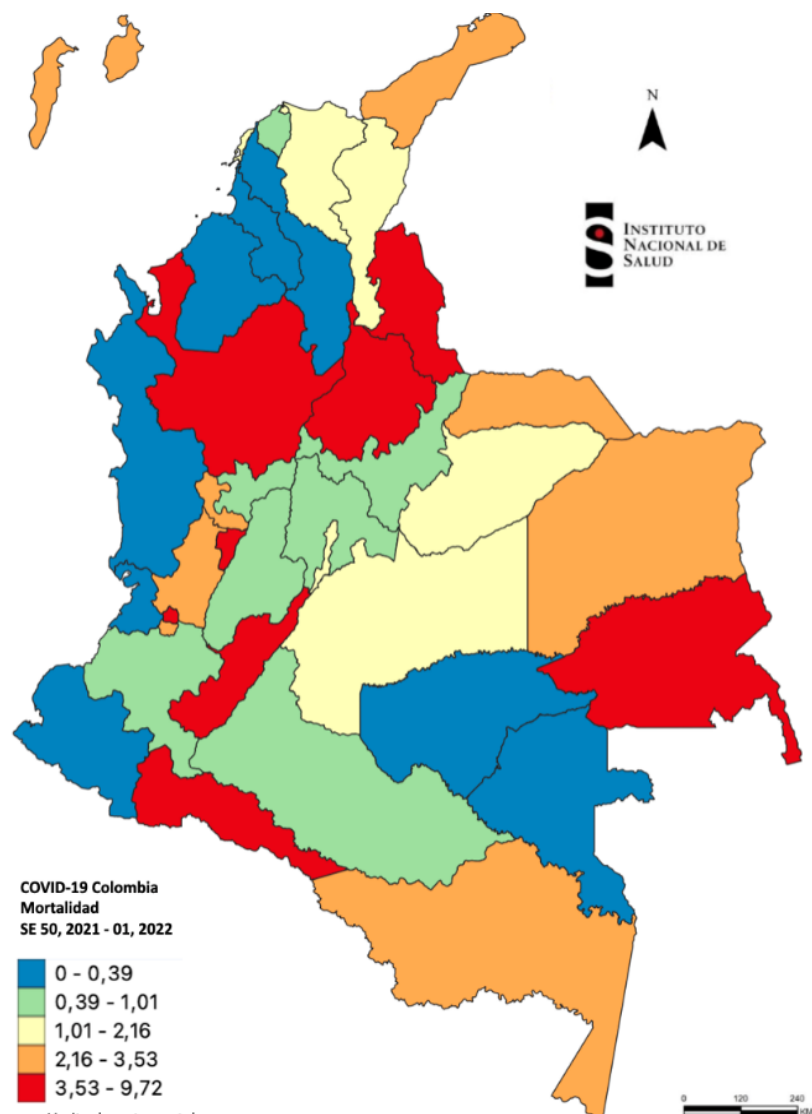 N
INSTITUTO
NACIONAL DE
SALUD
COVID-19 Colombia
Mortalidad
SE 50, 2021 - 01, 2022
0 - 0,39
0,39 - 1,01
1,01 - 2,16
2,16 - 3,53
3,53 - 9,72
0 120 240